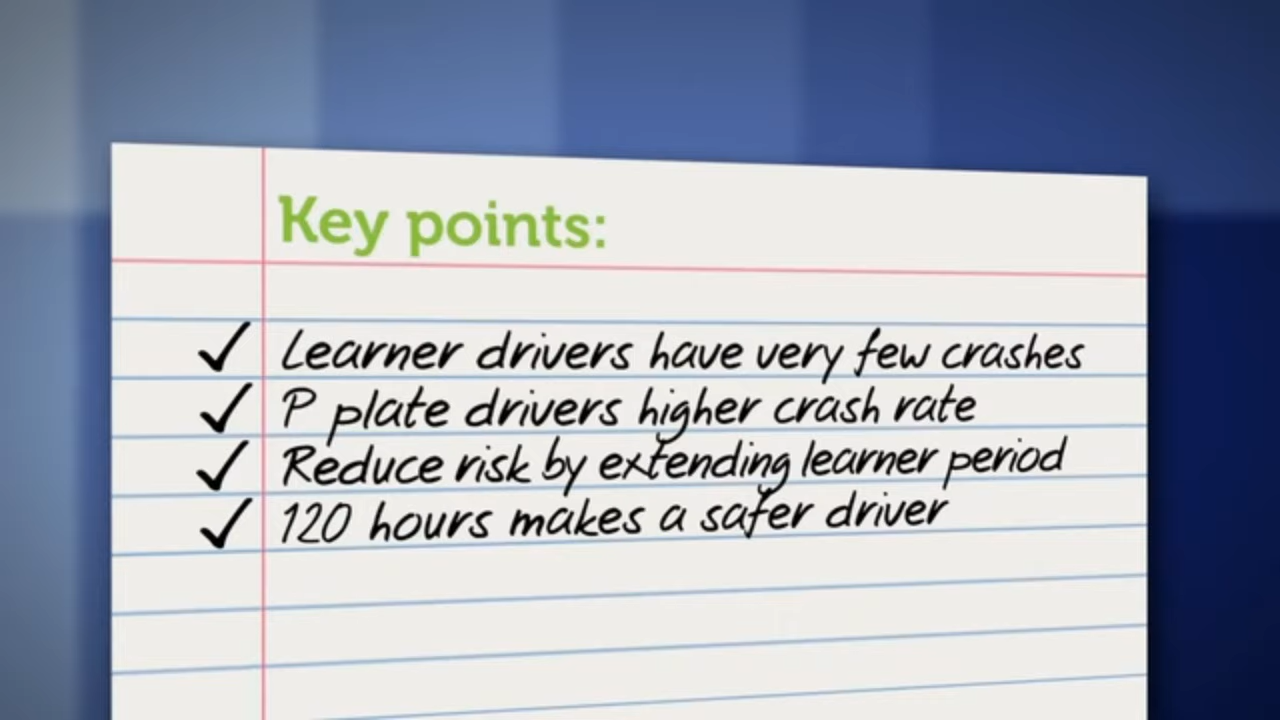 Key points:
✓ Learner drivers have very few crashes
✓ P plate drivers higher crash rate
✓ Reduce risk by extending learner period
✓ 120 hours makes a safer driver